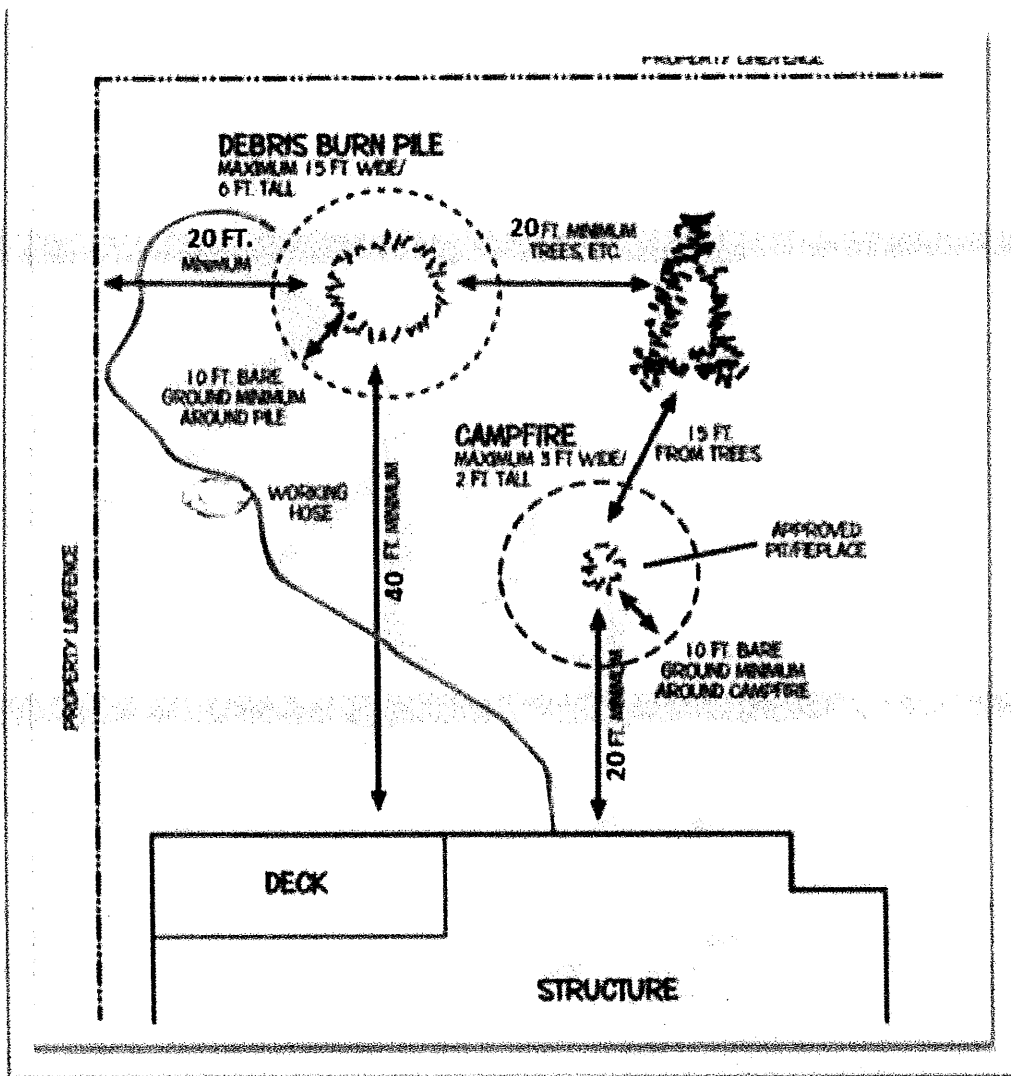 PROPERTY LINE/FENCE
DEBRIS BURN PILE
MAXIMUM 15 FT WIDE/
6 FT. TALL
20 FT.
MINIMUM
20 FT. MINIMUM
TREES, ETC
10 FT. BARE
GROUND MINIMUM
AROUND PILE
CAMPFIRE
MAXIMUM 3 FT WIDE/
2 FT TALL
15 FT.
FROM TREES
WORKING
HOSE
40 FT. MINIMUM
APPROVED
PIT/FIEPLACE
PROPERTY LINE/FENCE
10 FT. BARE
GROUND MINIMUM
AROUND CAMPFIRE
20 FT. MINIMUM
DECK
STRUCTURE